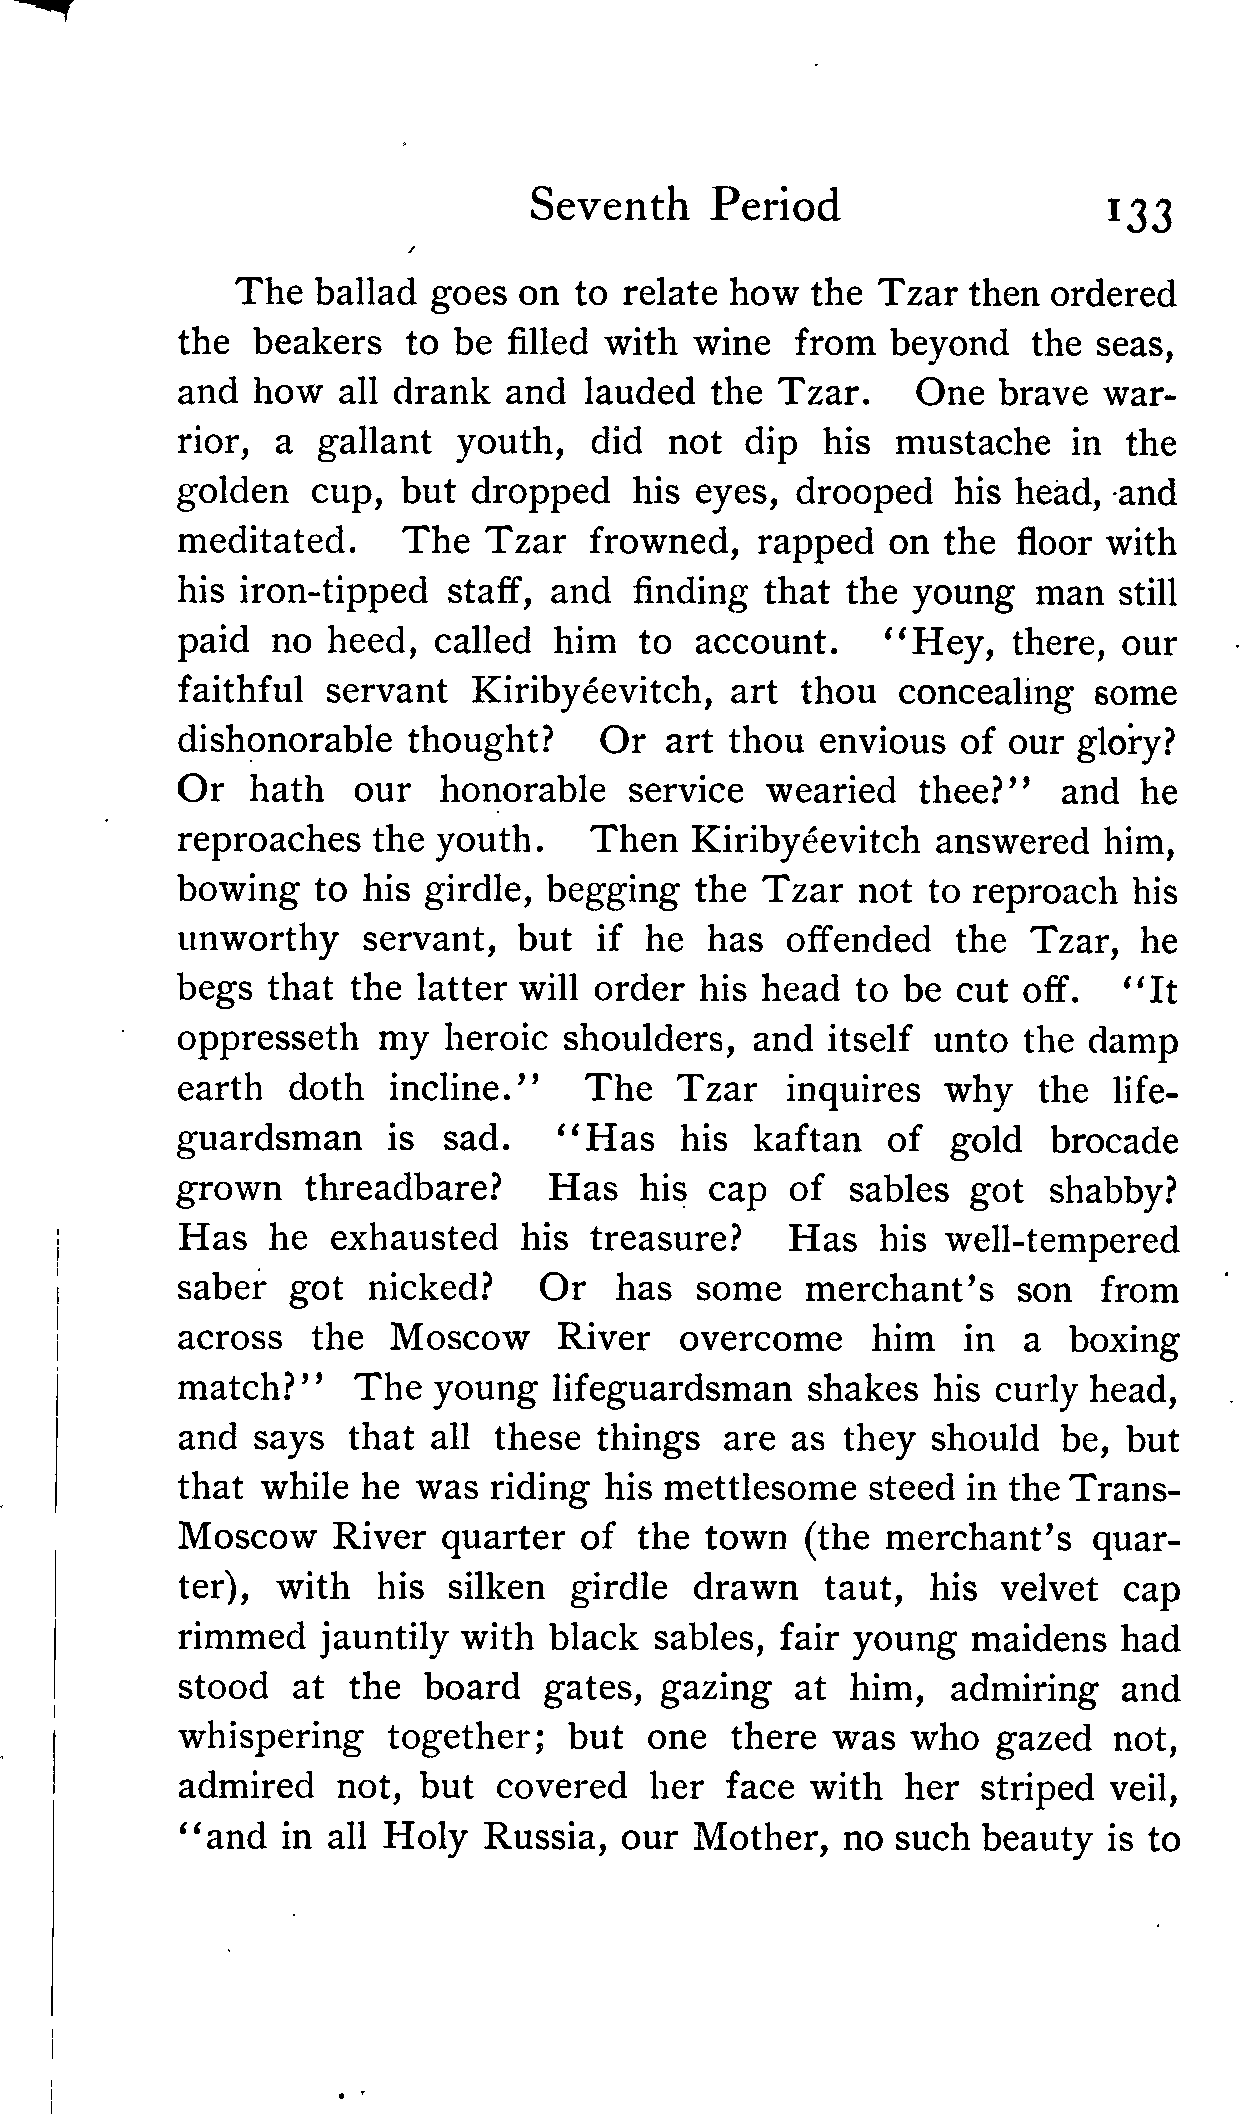 Seventh Period 133
The ballad goes on to relate how the Tzar then ordered
the beakers to be filled with wine from beyond the seas,
and how all drank and lauded the Tzar. One brave war-
rior, a gallant youth, did not dip his mustache in the
golden cup, but dropped his eyes, drooped his head, and
meditated. The Tzar frowned, rapped on the floor with
his iron-tipped staff, and finding that the young man still
paid no heed, called him to account. "Hey, there, our
faithful servant Kiribyéevitch, art thou concealing some
dishonorable thought? Or art thou envious of our glory?
Or hath our honorable service wearied thee?" and he
reproaches the youth. Then Kiribyéevitch answered him,
bowing to his girdle, begging the Tzar not to reproach his
unworthy servant, but if he has offended the Tzar, he
begs that the latter will order his head to be cut off. "It
oppresseth my heroic shoulders, and itself unto the damp
earth doth incline." The Tzar inquires why the life-
guardsman is sad. "Has his kaftan of gold brocade
grown threadbare? Has his cap of sables got shabby?
Has he exhausted his treasure? Has his well-tempered
saber got nicked? Or has some merchant's son from
across the Moscow River overcome him in a boxing
match?" The young lifeguardsman shakes his curly head,
and says that all these things are as they should be, but
that while he was riding his mettlesome steed in the Trans-
Moscow River quarter of the town (the merchant's quar-
ter), with his silken girdle drawn taut, his velvet cap
rimmed jauntily with black sables, fair young maidens had
stood at the board gates, gazing at him, admiring and
whispering together; but one there was who gazed not,
admired not, but covered her face with her striped veil,
"and in all Holy Russia, our Mother, no such beauty is to